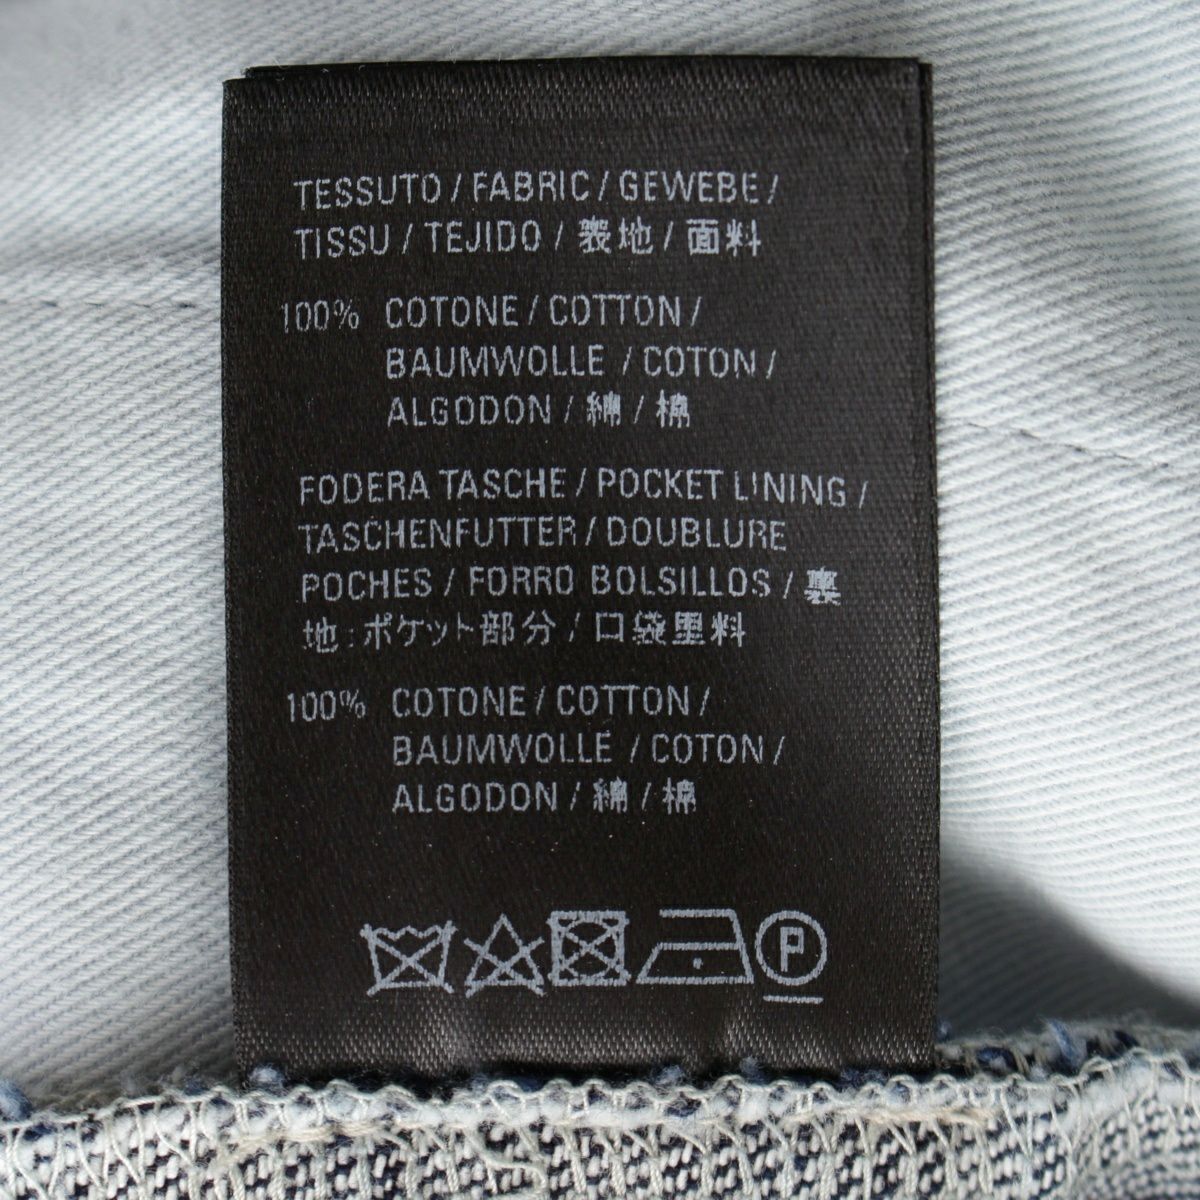 TESSUTO / FABRIC / GEWEBE /
TISSU / TEJIDO / 表地 / 面料
100% COTONE / COTTON /
BAUMWOLLE / COTON /
ALGODON / 綿 / 棉
FODERA TASCHE / POCKET LINING /
TASCHENFUTTER / DOUBLURE
POCHES / FORRO BOLSILLOS / 裏
地:ポケット部分 / 口袋里料
100% COTONE / COTTON /
BAUMWOLLE / COTON /
ALGODON / 綿 / 棉
P